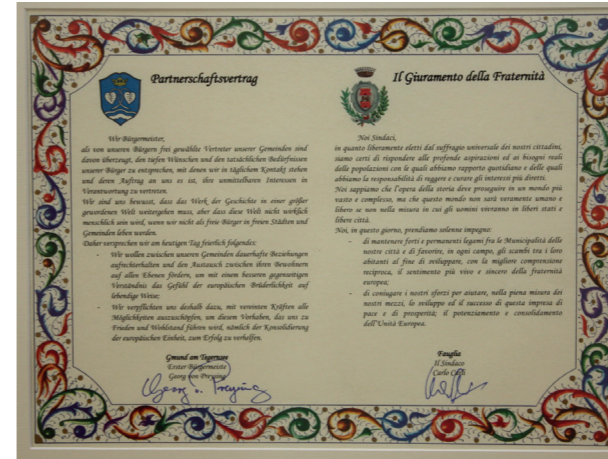 Partnerschaftsvertrag
Wir Bürgermeister,
als von unseren Bürgern frei gewählte Vertreter unserer Gemeinden sind
davon überzeugt, den tiefen Wünschen und den tatsächlichen Bedürfnissen
unserer Bürger zu entsprechen, mit denen wir in täglichem Kontakt stehen
und deren Auftrag an uns es ist, ihre unmittelbaren Interessen in
Verantwortung zu vertreten.
Wir sind uns bewusst, dass das Werk der Geschichte in einer größer
gewordenen Welt weitergehen muss, aber dass diese Welt nicht wirklich
menschlich sein wird, wenn wir nicht als freie Bürger in freien Städten und
Gemeinden leben werden.
Daher versprechen wir am heutigen Tag feierlich folgendes:
- Wir wollen zwischen unseren Gemeinden dauerhafte Beziehungen
aufrechterhalten und den Austausch zwischen ihren Bewohnern
auf allen Ebenen fördern, um mit einem besseren gegenseitigen
Verständnis das Gefühl der europäischen Brüderlichkeit auf
lebendige Weise;
- Wir verpflichten uns deshalb dazu, mit vereinten Kräften alle
Möglichkeiten auszuschöpfen, um diesem Vorhaben, das uns zu
Frieden und Wohlstand führen wird, nämlich der Konsolidierung
der europäischen Einheit, zum Erfolg zu verhelfen.
Gmund am Tegernsee
Erster Bürgermeister
Georg von Preysing
Georg v. Preysing
Il Giuramento della Fraternità
Noi Sindaci,
in quanto liberamente eletti dal suffragio universale dei nostri cittadini,
siamo certi di rispondere alle profende aspirazioni ed ai bisogni reali
delle popolazioni con le quali abbiamo rapporto quotidiano e delle quali
abbiamo la responsabilità di reggere e curare gli interessi più diretti.
Noi sappiamo che l'opera della storia deve proseguire in un mondo più
vasto e complesso, ma che questo mondo non sarà veramente umano e
libero se non nella misura in cui gli uomini vivranno in liberi stati e
libere città.
Noi, in questo giorno, prendiamo solenne impegno:
- di mantenere forti e permanenti legami fra le Municipalità delle
nostre città e di favorire, in ogni campo, gli scambi tra i loro
abitanti al fine di sviluppare, con la migliore comprensione
reciproca, il sentimento più vivo e sincero della fraternità
europea;
- di coniugare i nostri sforzi per aiutare, nella piena misura dei
nostri mezzi, lo sviluppo ed il successo di questa impresa di
pace e di prosperità; il potenziamento e consolidamento
dell'Unità Europea.
Fauglia
Il Sindaco
Carlo Carli